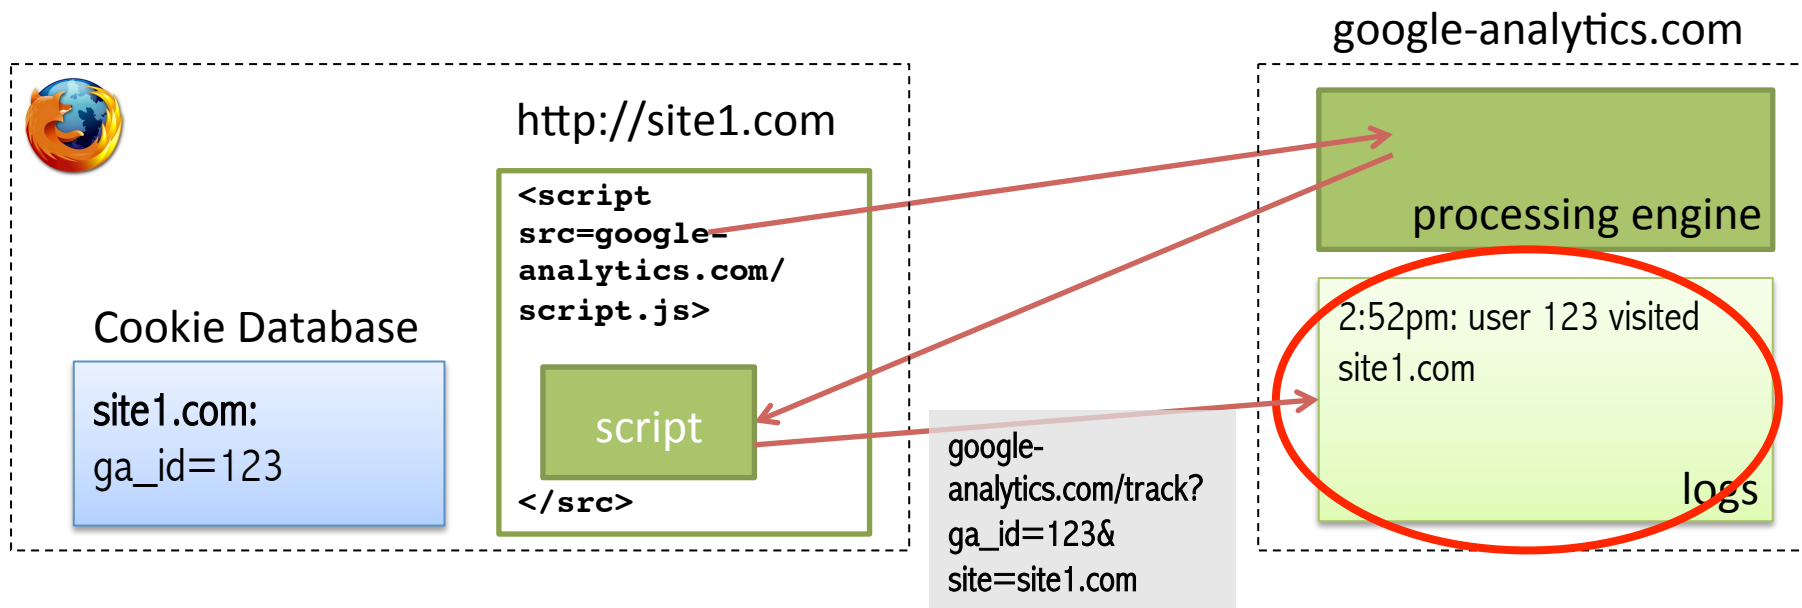 google-analytics.com
http://site1.com
<script
src=google-
analytics.com/
script.js>
script
</src>
Cookie Database
site1.com:
ga_id=123
google-
analytics.com/track?
ga_id=123&
site=site1.com
processing engine
2:52pm: user 123 visited
site1.com
logs